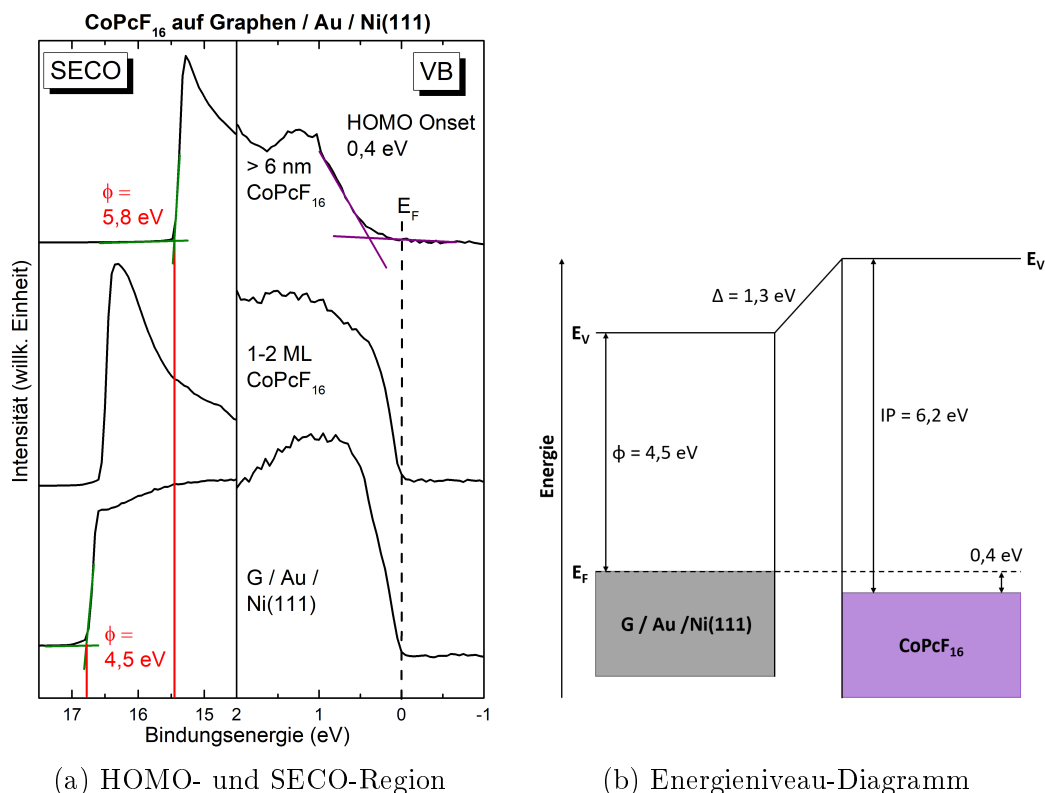 CoPcF16 auf Graphen / Au / Ni(111)
SECO
VB
HOMO Onset
0,4 eV
> 6 nm
CoPcF16
ϕ =
5,8 eV
EF
1-2 ML
CoPcF16
G / Au /
Ni(111)
ϕ =
4,5 eV
Intensität (willk. Einheit)
17 16 15 2 1 0 -1
Bindungsenergie (eV)
(a) HOMO- und SECO-Region
EV
Δ = 1,3 eV
EV
IP = 6,2 eV
ϕ = 4,5 eV
Energie
0,4 eV
EF
G / Au /Ni(111)
CoPcF16
(b) Energieniveau-Diagramm